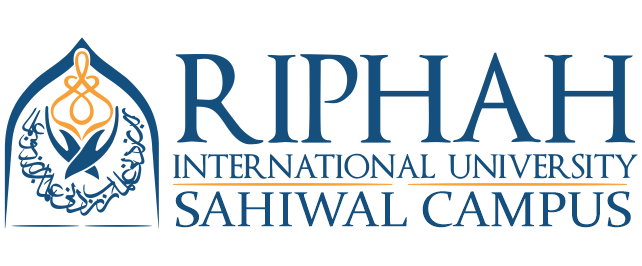 RIPHAH
INTERNATIONAL UNIVERSITY
SAHIWAL CAMPUS